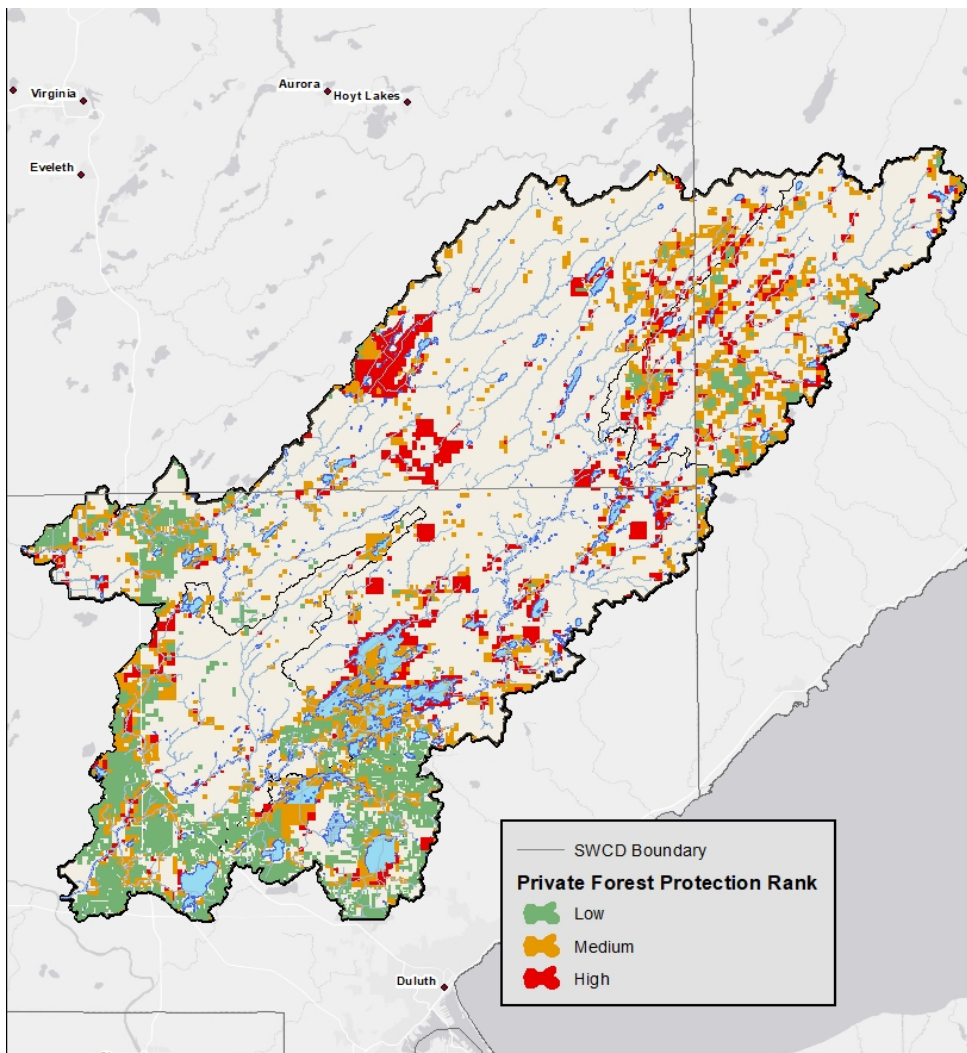 Aurora
Virginia
Hoyt Lakes
Eveleth
SWCD Boundary
Private Forest Protection Rank
Low
Medium
High
Duluth